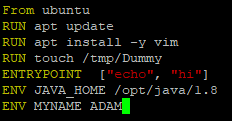 From ubuntu
RUN apt update
RUN apt install -y vim
RUN touch /tmp/Dummy
ENTRYPOINT  ["echo", "hi"]
ENV JAVA_HOME /opt/java/1.8
ENV MYNAME ADAM